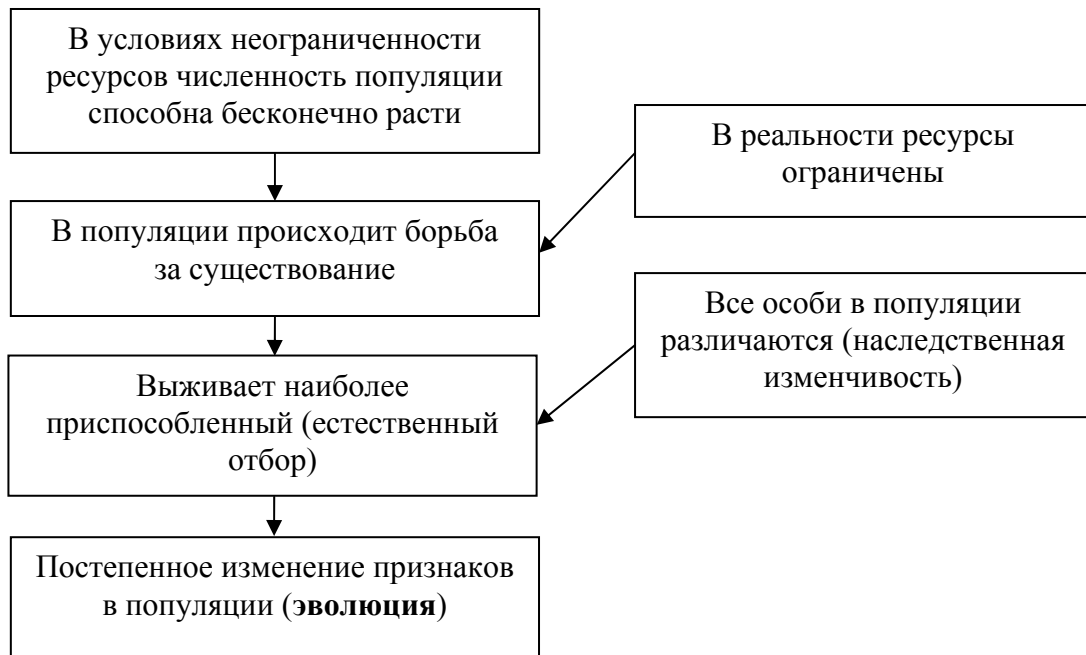 В условиях неограниченности
ресурсов численность популяции
способна бесконечно расти
В реальности ресурсы
ограничены
В популяции происходит борьба
за существование
Все особи в популяции
различаются (наследственная
изменчивость)
Выживает наиболее
приспособленный (естественный
отбор)
Постепенное изменение признаков
в популяции (эволюция)